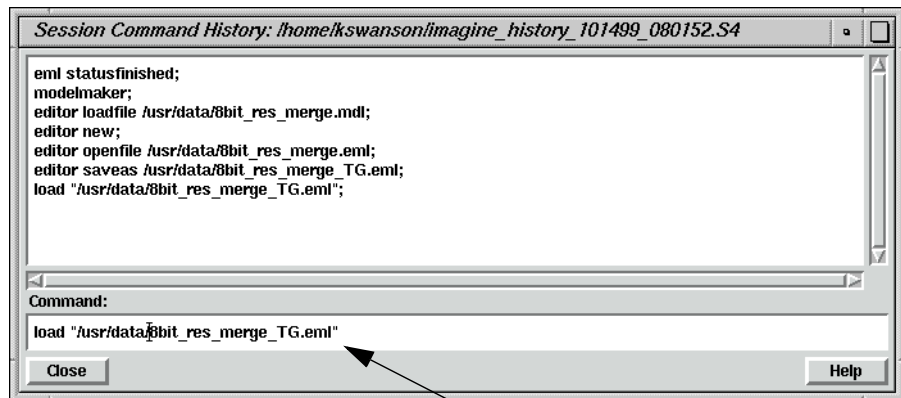 Session Command History: /home/kswanson/imagine_history_101499_080152.S4
eml statusfinished;
modelmaker;
editor loadfile /usr/data/8bit_res_merge.mdl;
editor new;
editor openfile /usr/data/8bit_res_merge.eml;
editor saveas /usr/data/8bit_res_merge_TG.eml;
load "/usr/data/8bit_res_merge_TG.eml";
Command:
load "/usr/data/8bit_res_merge_TG.eml"
Close
Help